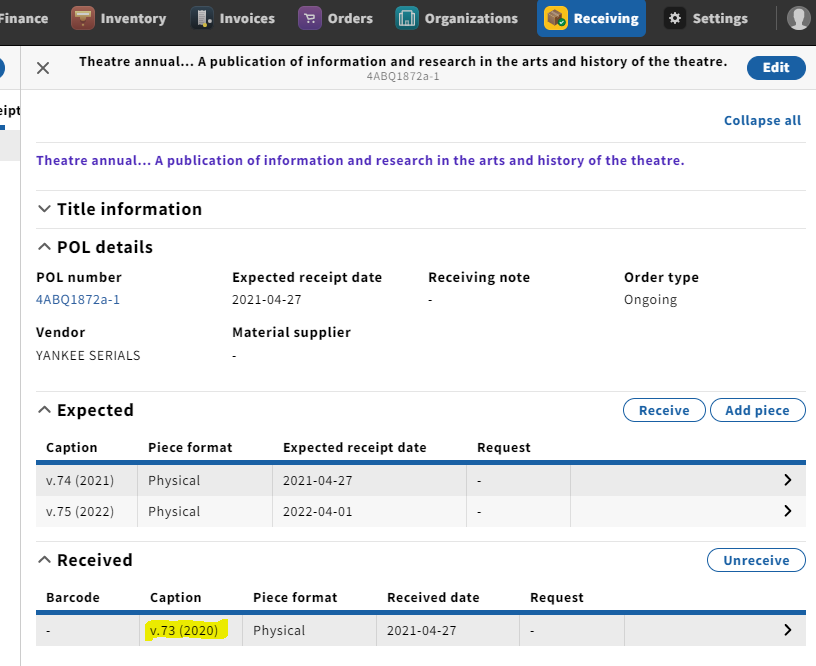 inance Inventory Invoices Orders Organizations Receiving Settings
Theatre annual... A publication of information and research in the arts and history of the theatre.
4ABQ1872a-1
Edit
eipt
Collapse all
Theatre annual... A publication of information and research in the arts and history of the theatre.
Title information
POL details
POL number Expected receipt date Receiving note Order type
4ABQ1872a-1 2021-04-27 - Ongoing
Vendor Material supplier
YANKEE SERIALS -
Expected Receive Add piece
Caption Piece format Expected receipt date Request
v.74 (2021) Physical 2021-04-27 -
v.75 (2022) Physical 2022-04-01 -
Received Unreceive
Barcode Caption Piece format Received date Request
- v.73 (2020) Physical 2021-04-27 -